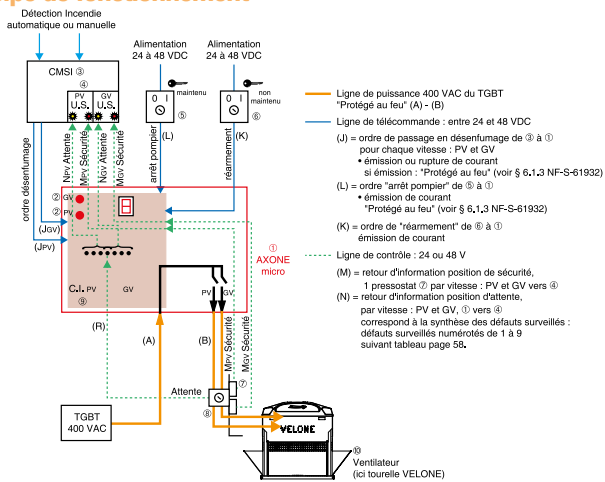 Détection Incendie
automatique ou manuelle
CMSI ③
④
PV
U.S.
GV
U.S.
Alimentation
24 à 48 VDC
0 I
maintenu
⑤
Alimentation
24 à 48 VDC
0 I
non
maintenu
⑥
(L)
(K)
ordre désenfumage
NPV Attente
MPV Sécurité
NGV Attente
MGV Sécurité
arrêt pompier
réarmement
② GV
② PV
(JGV)
(JPV)
①
AXONE
micro
C.I. PV
⑨
GV
PV
GV
(R)
(A)
(B)
MPV Sécurité
MGV Sécurité
Attente
⑦
⑧
TGBT
400 VAC
VELONE
⑩
Ventilateur
(ici tourelle VELONE)
Ligne de puissance 400 VAC du TGBT
"Protégé au feu" (A) - (B)
Ligne de télécommande : entre 24 et 48 VDC
(J) = ordre de passage en désenfumage de ③ à ①
pour chaque vitesse : PV et GV
• émission ou rupture de courant
si émission : "Protégé au feu" (voir § 6.1.3 NF-S-61932)
(L) = ordre "arrêt pompier" de ⑤ à ①
• émission de courant
"Protégé au feu" (voir § 6.1.3 NF-S-61932)
(K) = ordre de "réarmement" de ⑥ à ①
émission de courant
Ligne de contrôle : 24 ou 48 V
(M) = retour d'information position de sécurité,
1 pressostat ⑦ par vitesse : PV et GV vers ④
(N) = retour d'information position d'attente,
par vitesse : PV et GV, ① vers ④
correspond à la synthèse des défauts surveillés :
défauts surveillés numérotés de 1 à 9
suivant tableau page 58.